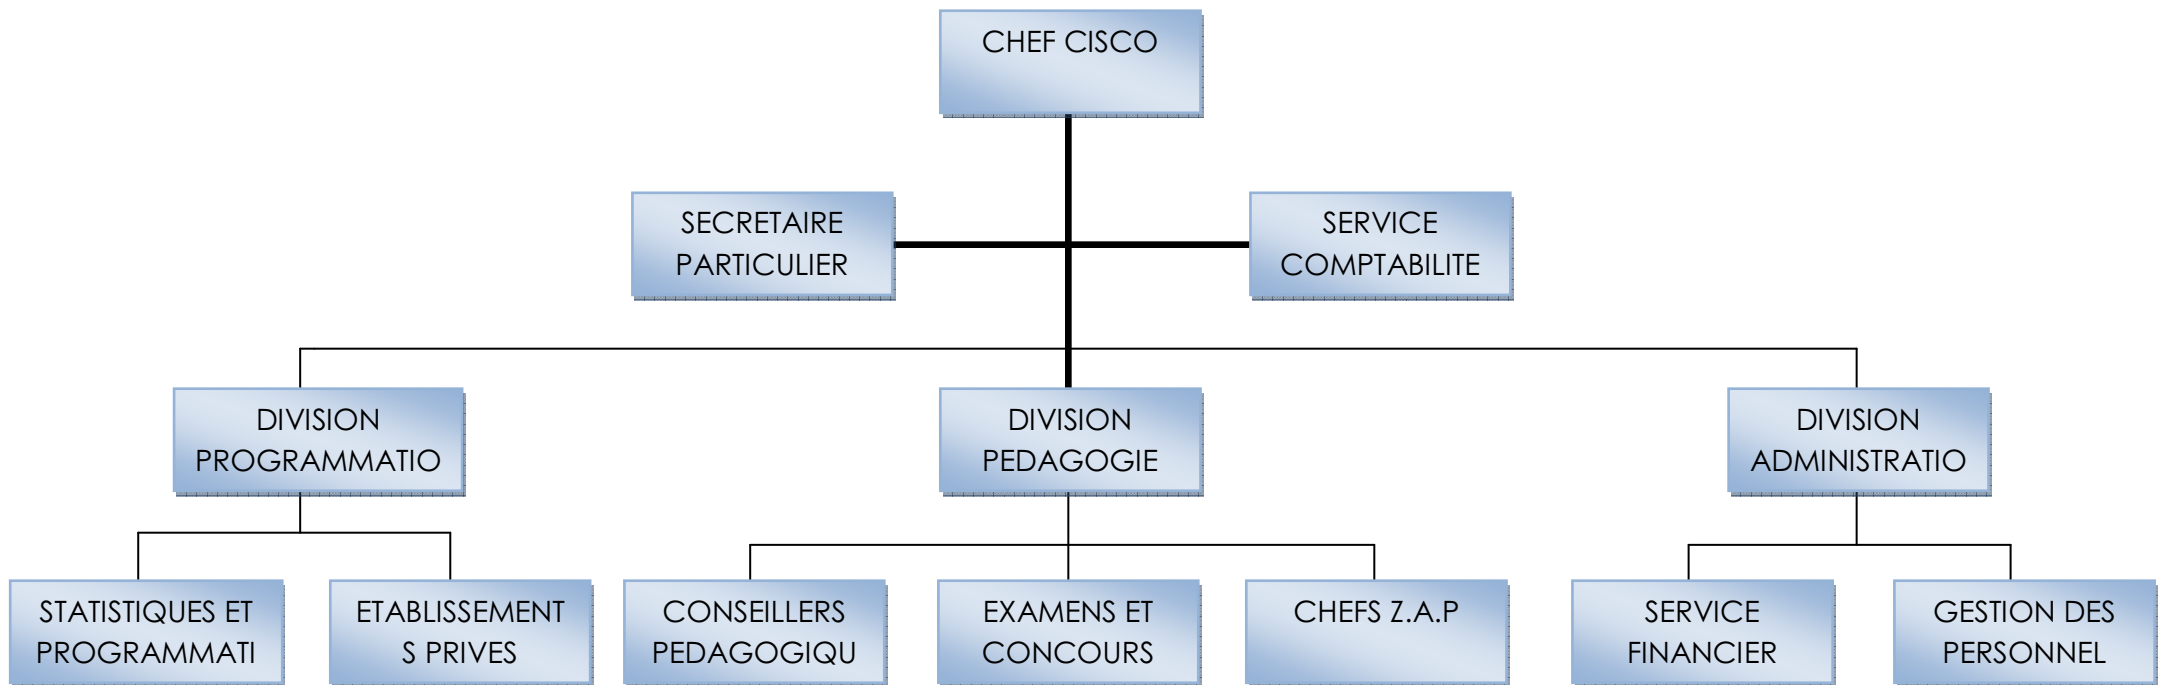 CHEF CISCO
SECRETAIRE
PARTICULIER
SERVICE
COMPTABILITE
DIVISION
PROGRAMMATIO
DIVISION
PEDAGOGIE
DIVISION
ADMINISTRATIO
STATISTIQUES ET
PROGRAMMATI
ETABLISSEMENT
S PRIVES
CONSEILLERS
PEDAGOGIQU
EXAMENS ET
CONCOURS
CHEFS Z.A.P
SERVICE
FINANCIER
GESTION DES
PERSONNEL